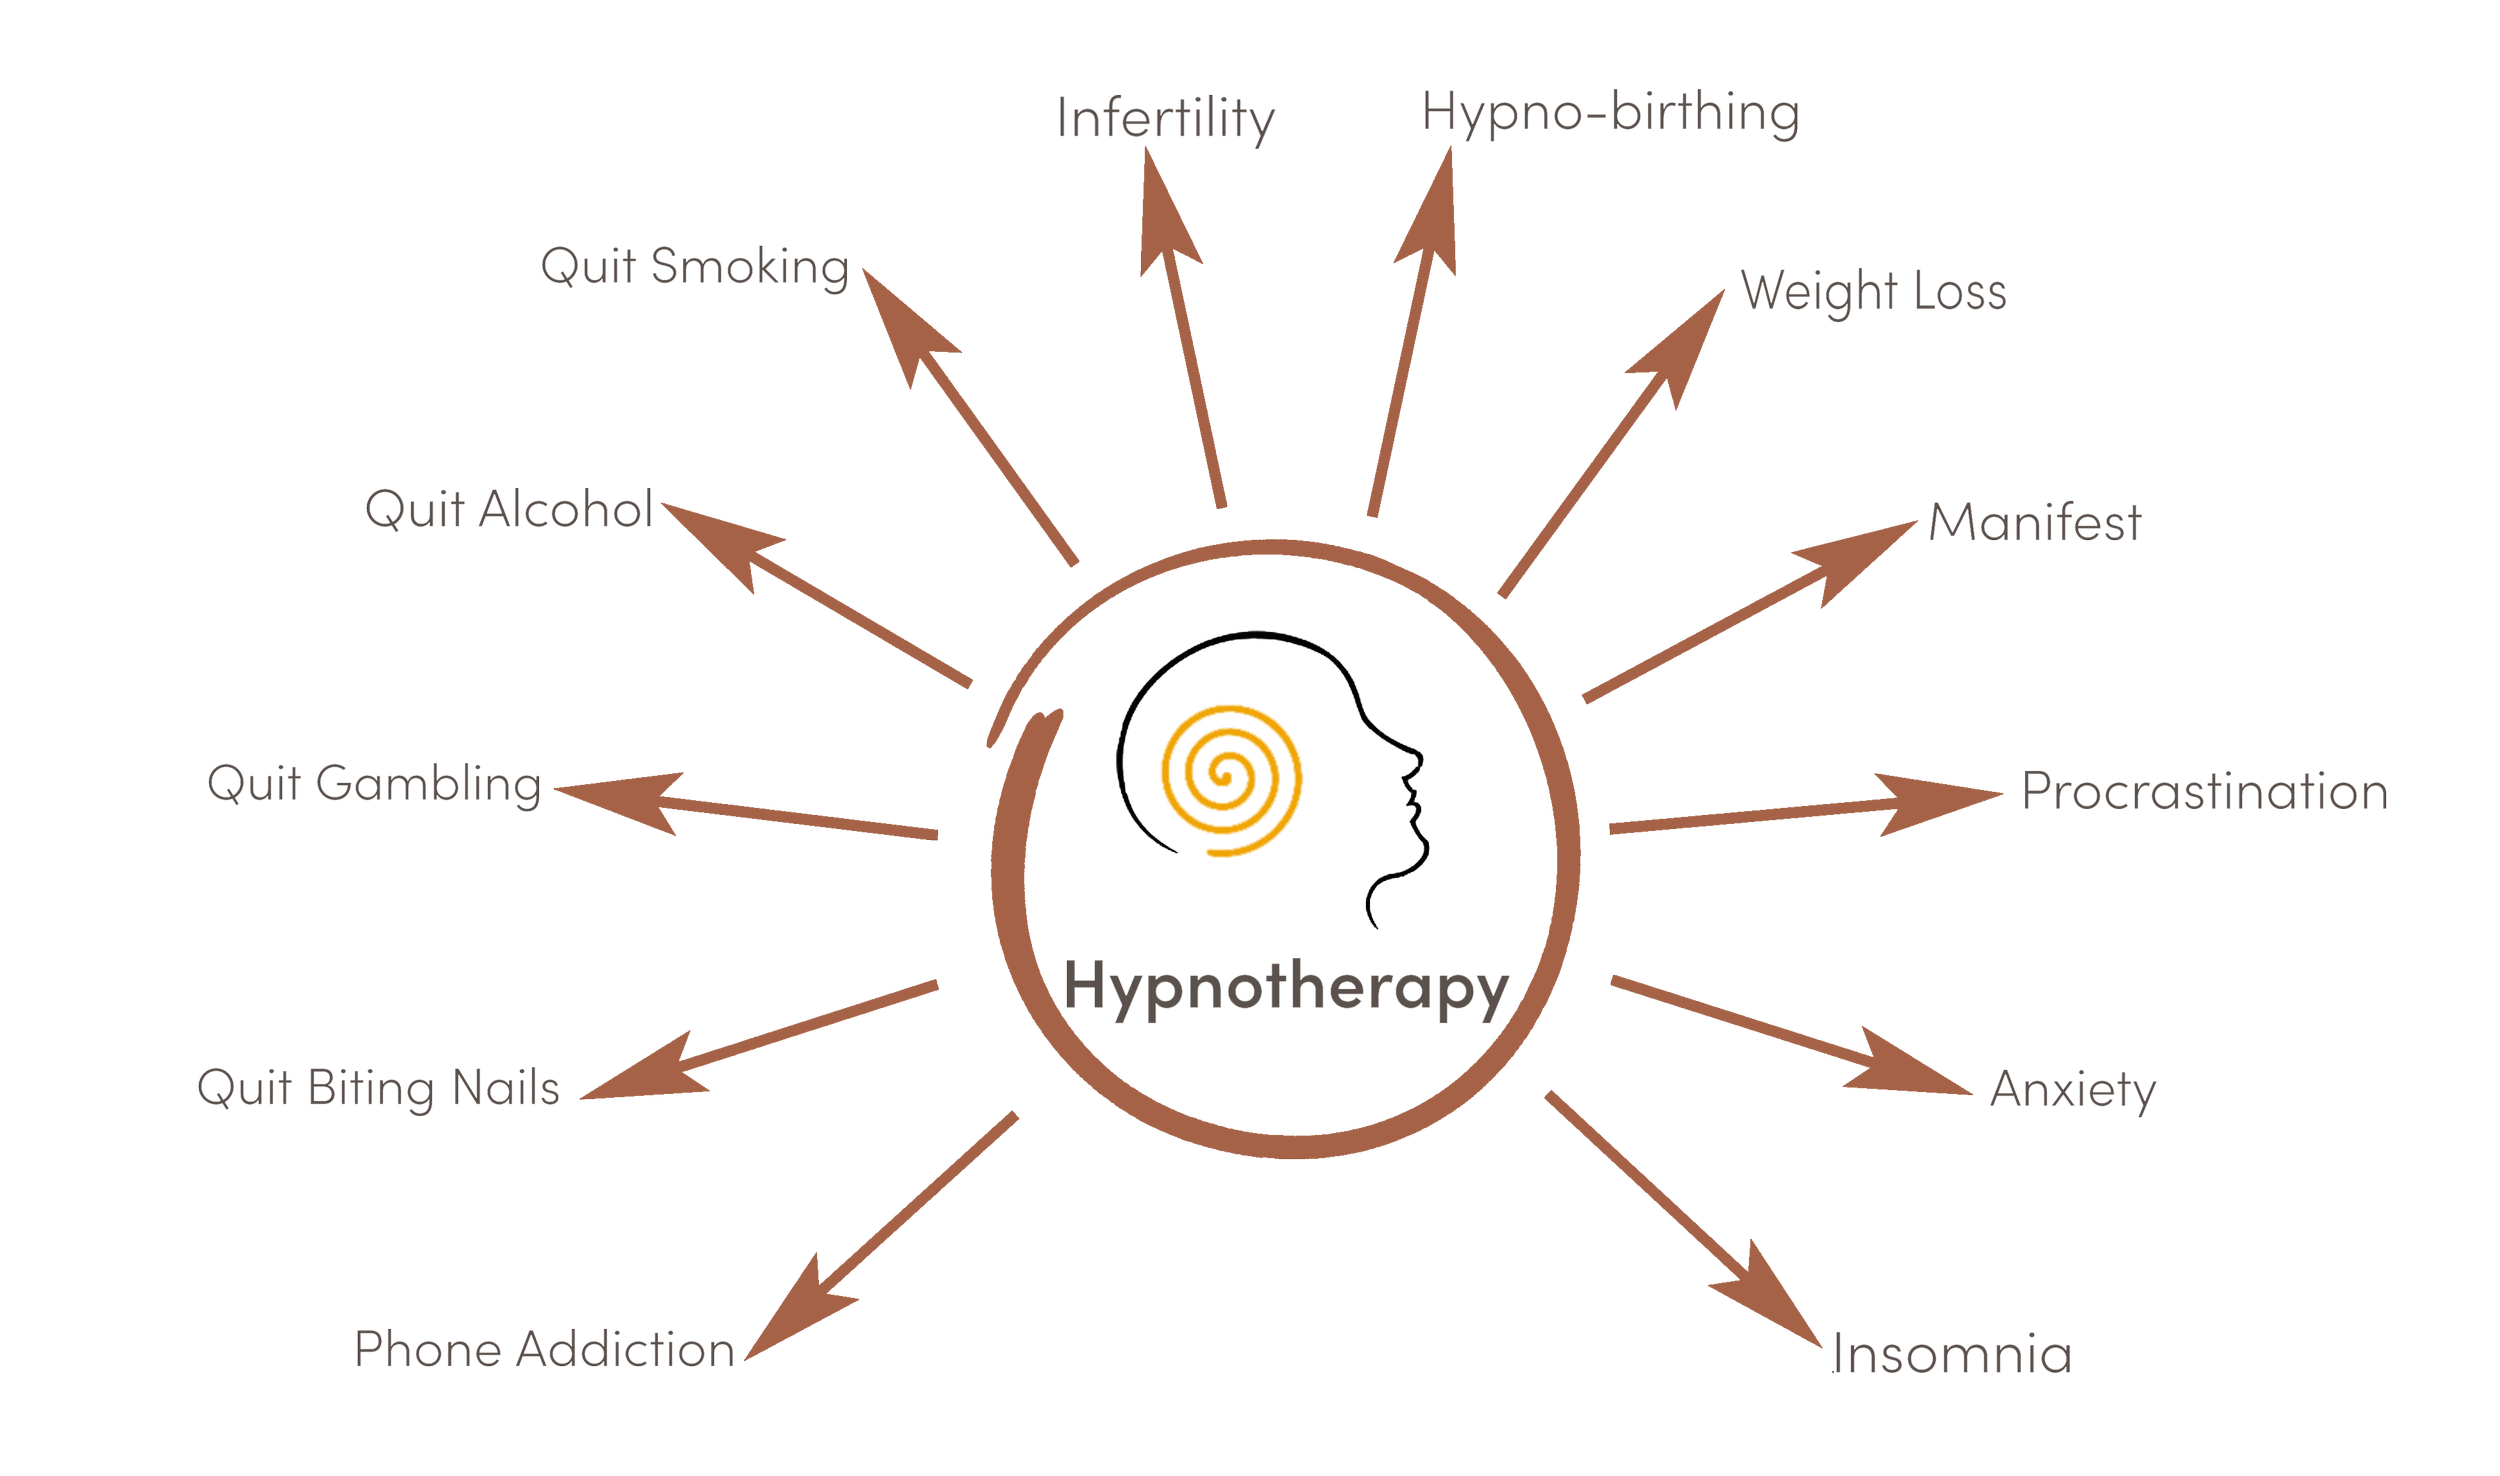 Infertility
Hypno-birthing
Quit Smoking
Weight Loss
Quit Alcohol
Manifest
Quit Gambling
Procrastination
Hypnotherapy
Quit Biting Nails
Anxiety
Phone Addiction
Insomnia